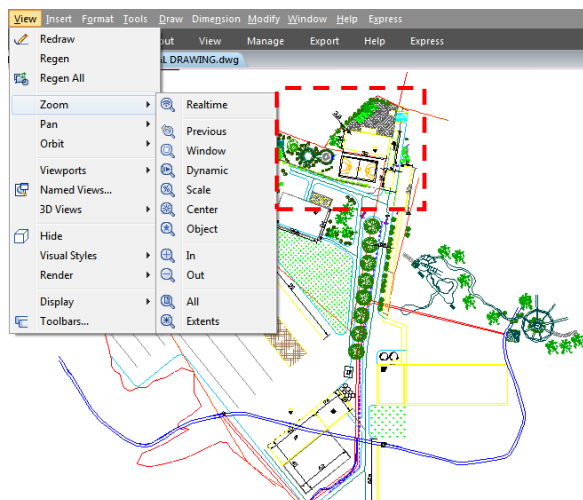 View Insert Format Tools Draw Dimension Modify Window Help Express
out View Manage Export Help Express
AL DRAWING.dwg
Redraw
Regen
Regen All
Zoom
Pan
Orbit
Viewports
Named Views...
3D Views
Hide
Visual Styles
Render
Display
Toolbars...
Realtime
Previous
Window
Dynamic
Scale
Center
Object
In
Out
All
Extents